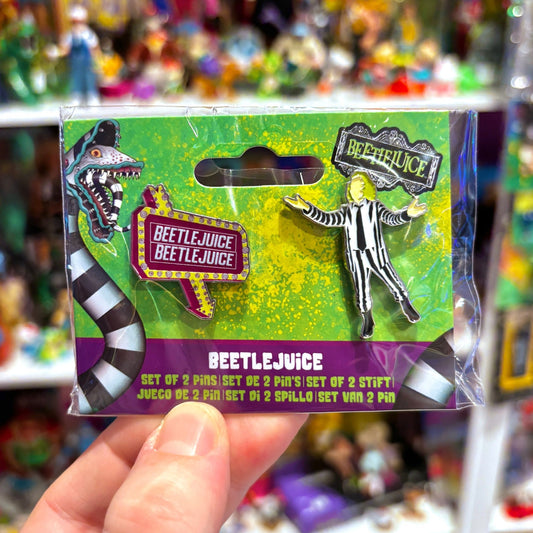 BEETLEJUICE
BEETLEJUICE
BEETLEJUICE
BEETLEJUICE
SET OF 2 PINS|SET DE 2 PIN'S|SET OF 2 STIFT|
JUEGO DE 2 PIN|SET DI 2 SPILLO|SET VAN 2 PIN